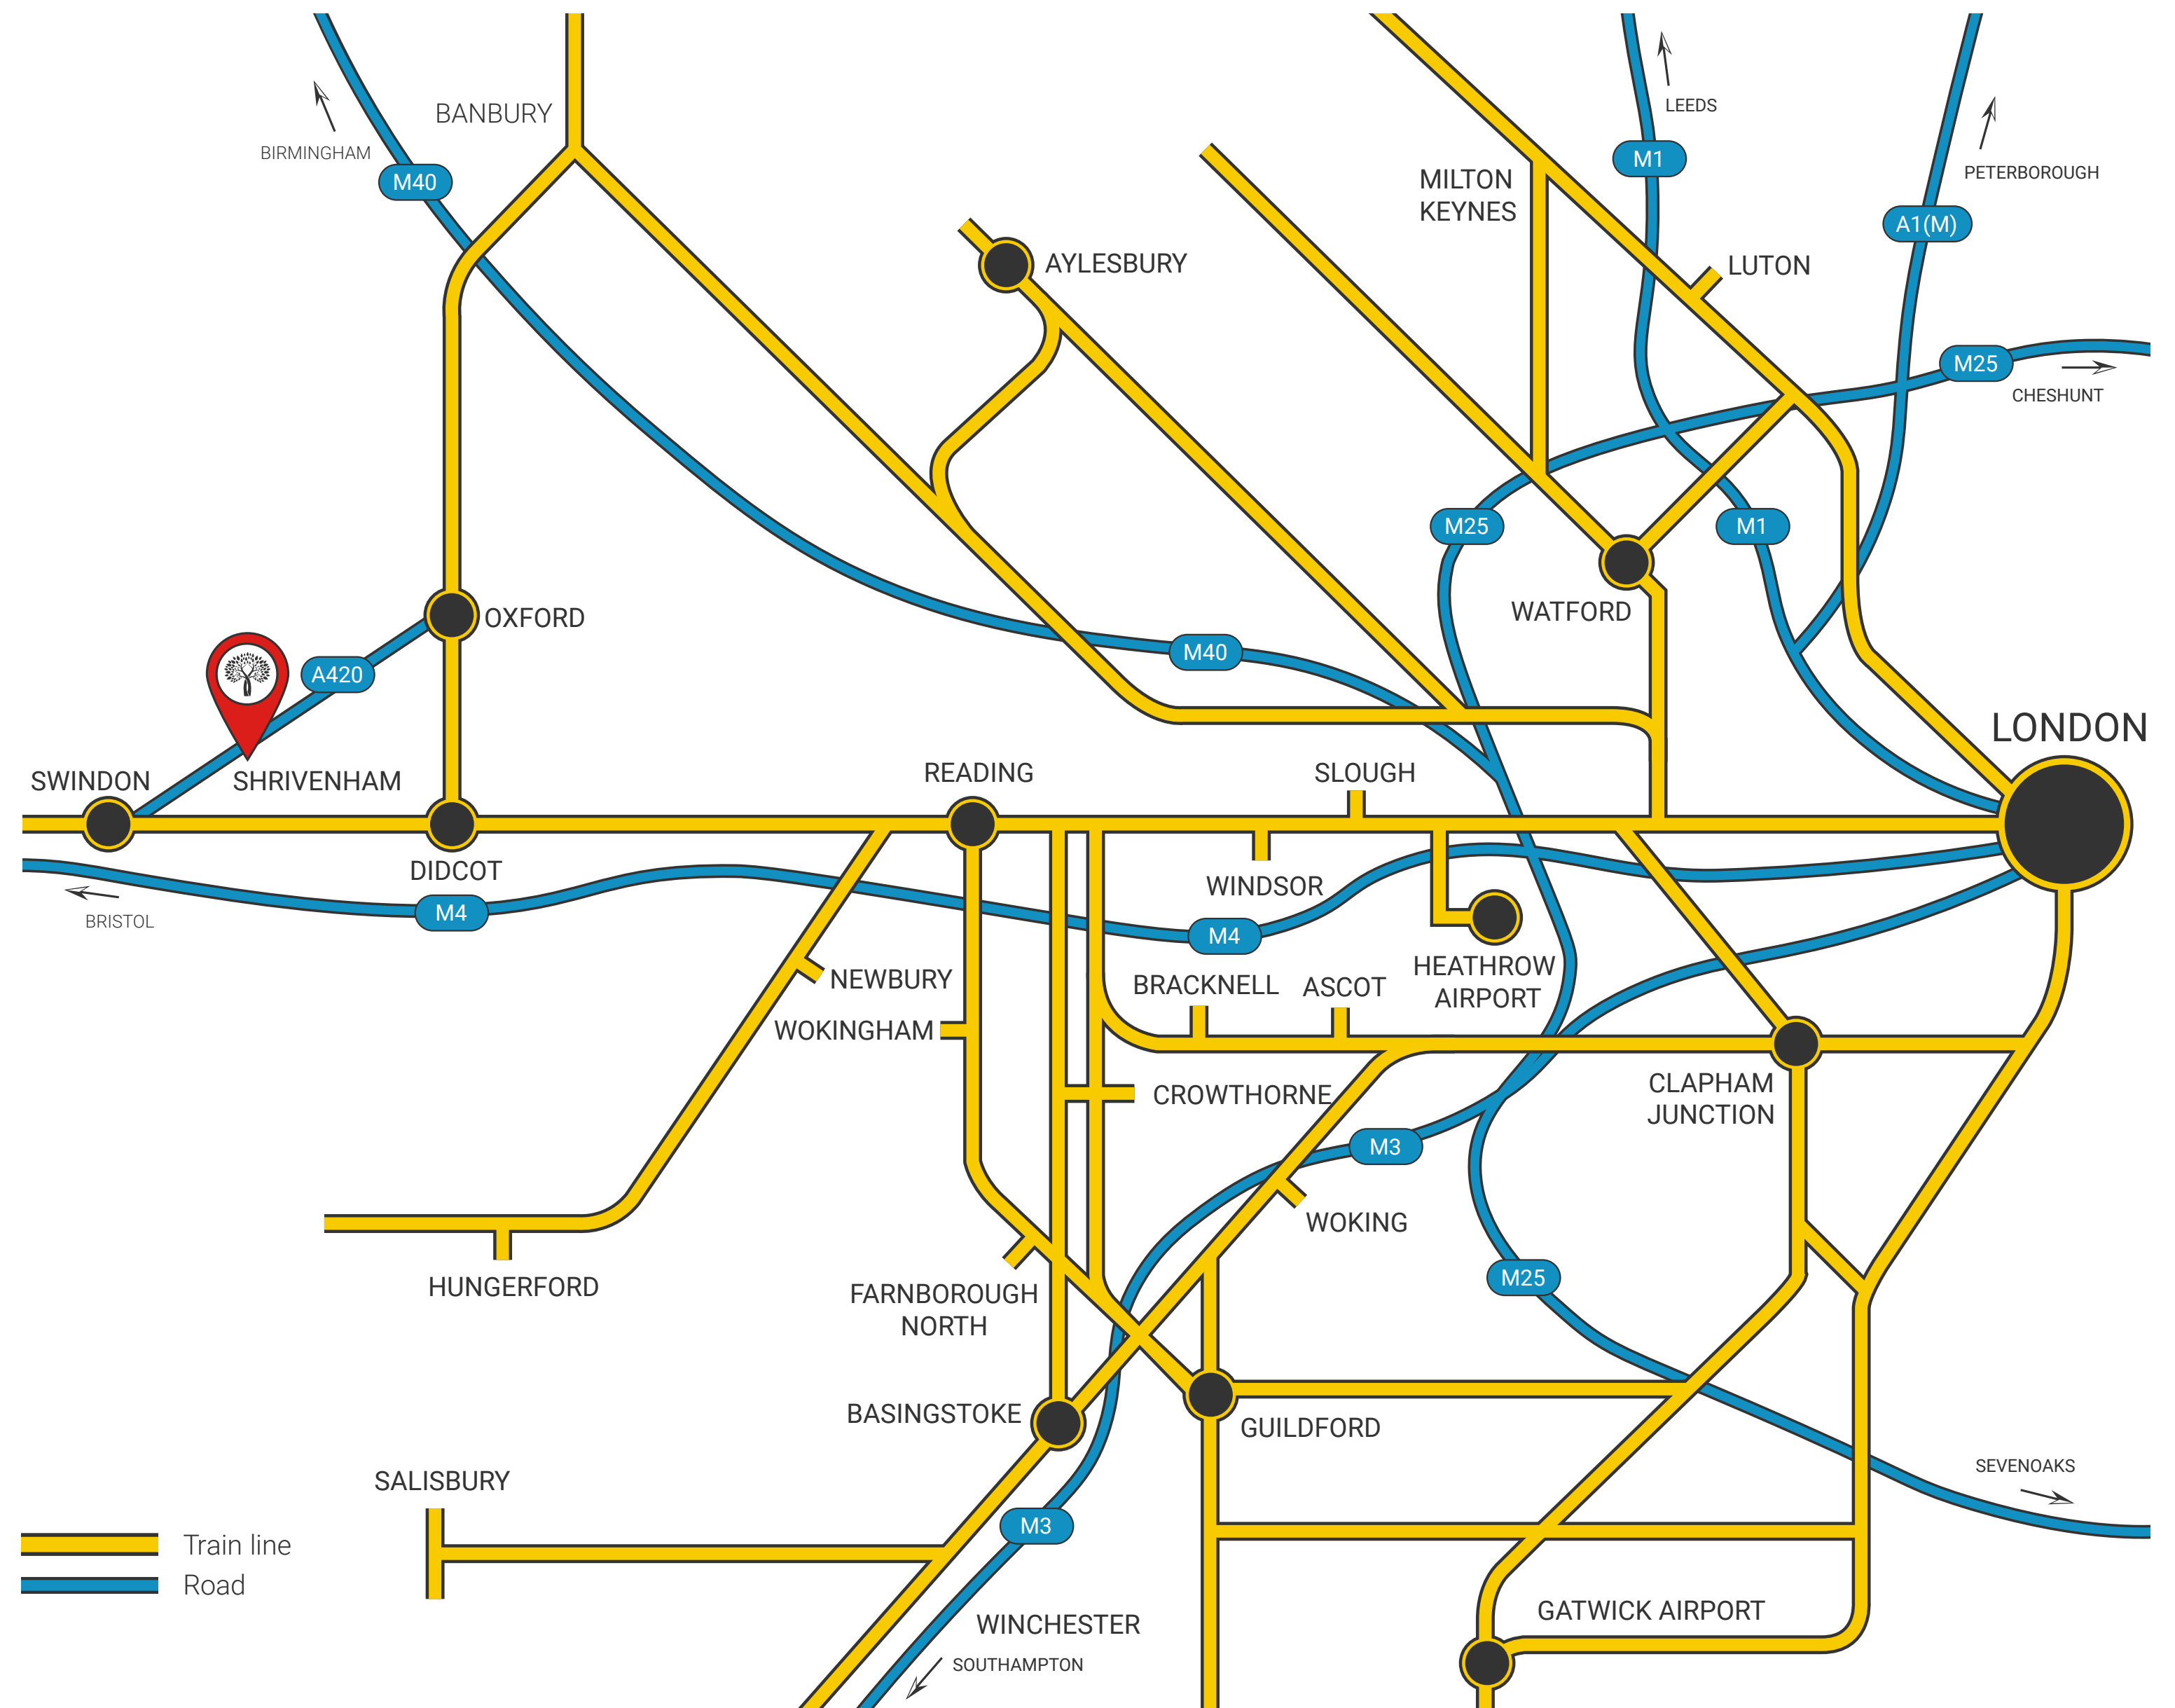 LEEDS
BANBURY
BIRMINGHAM
M40
M1
PETERBOROUGH
MILTON
KEYNES
A1(M)
AYLESBURY
LUTON
M25
CHESHUNT
M25
M1
OXFORD
WATFORD
M40
A420
LONDON
SWINDON
SHRIVENHAM
READING
SLOUGH
DIDCOT
WINDSOR
M4
BRISTOL
M4
HEATHROW
AIRPORT
NEWBURY
BRACKNELL
ASCOT
WOKINGHAM
CROWTHORNE
CLAPHAM
JUNCTION
M3
WOKING
HUNGERFORD
M25
FARNBOROUGH
NORTH
BASINGSTOKE
GUILDFORD
SALISBURY
SEVENOAKS
M3
Train line
Road
WINCHESTER
GATWICK AIRPORT
SOUTHAMPTON